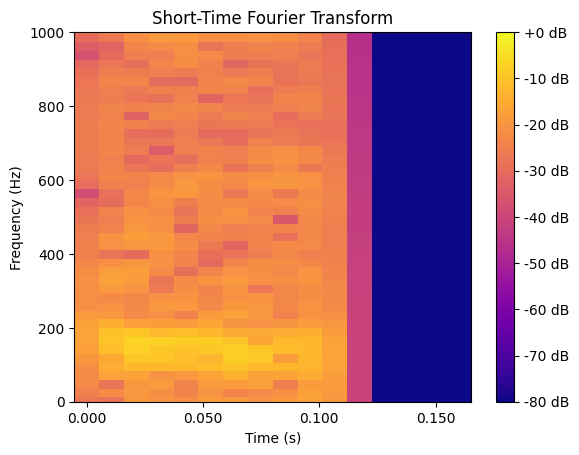 Short-Time Fourier Transform
Frequency (Hz)
1000
800
600
400
200
0
0.000
0.050
0.100
0.150
Time (s)
+0 dB
-10 dB
-20 dB
-30 dB
-40 dB
-50 dB
-60 dB
-70 dB
-80 dB